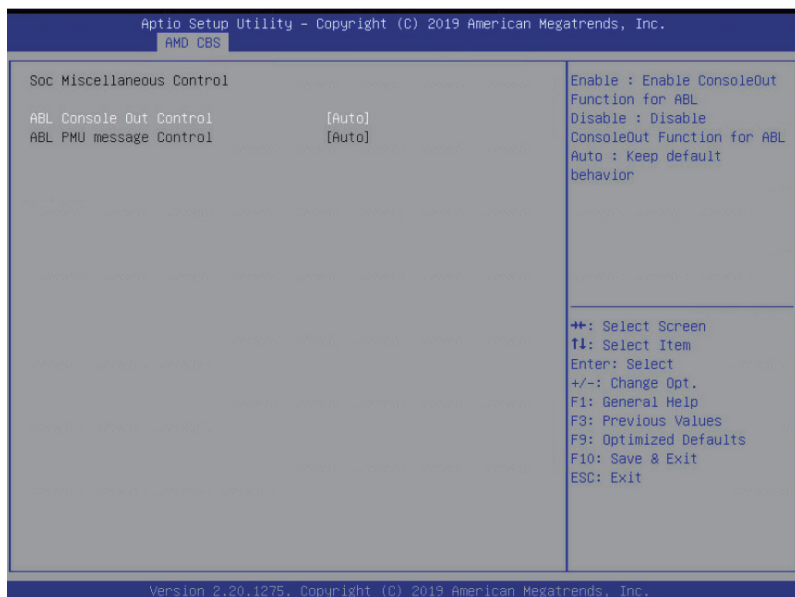 Aptio Setup Utility – Copyright (C) 2019 American Megatrends, Inc.
AMD CBS
Soc Miscellaneous Control
ABL Console Out Control [Auto]
ABL PMU message Control [Auto]
Enable : Enable ConsoleOut
Function for ABL
Disable : Disable
ConsoleOut Function for ABL
Auto : Keep default
behavior
→←: Select Screen
↑↓: Select Item
Enter: Select
+/-: Change Opt.
F1: General Help
F3: Previous Values
F9: Optimized Defaults
F10: Save & Exit
ESC: Exit
Version 2.20.1275. Copyright (C) 2019 American Megatrends, Inc.